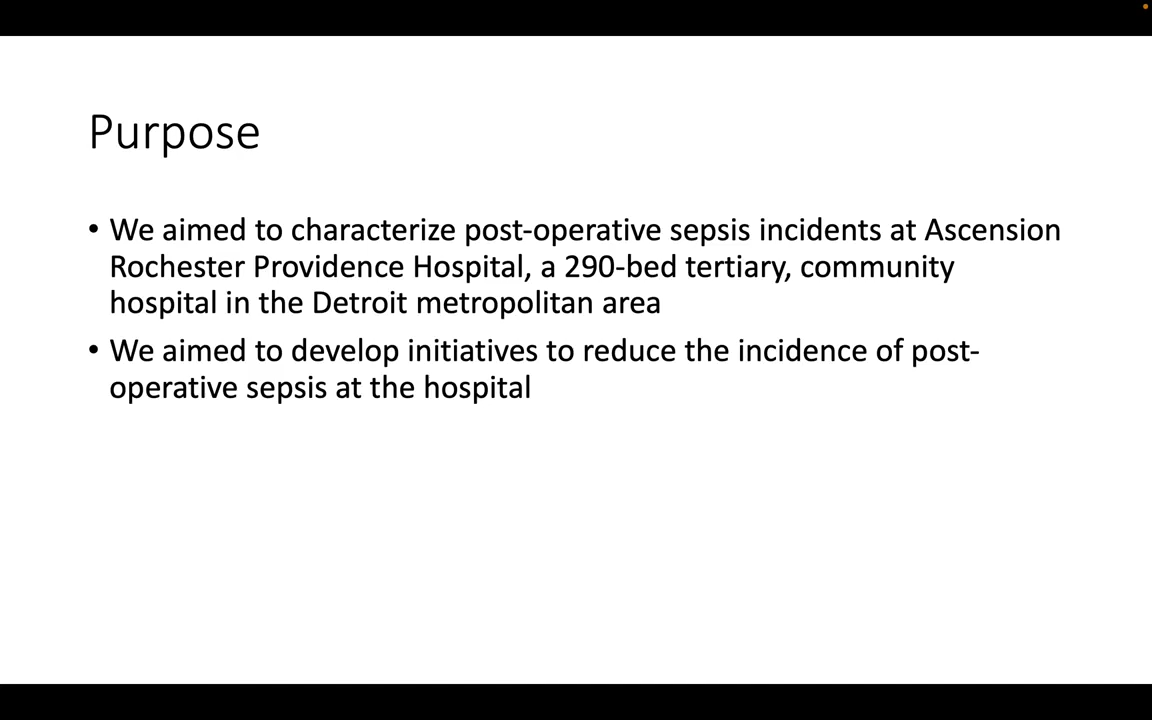 Purpose
• We aimed to characterize post-operative sepsis incidents at Ascension
Rochester Providence Hospital, a 290-bed tertiary, community
hospital in the Detroit metropolitan area
• We aimed to develop initiatives to reduce the incidence of post-
operative sepsis at the hospital